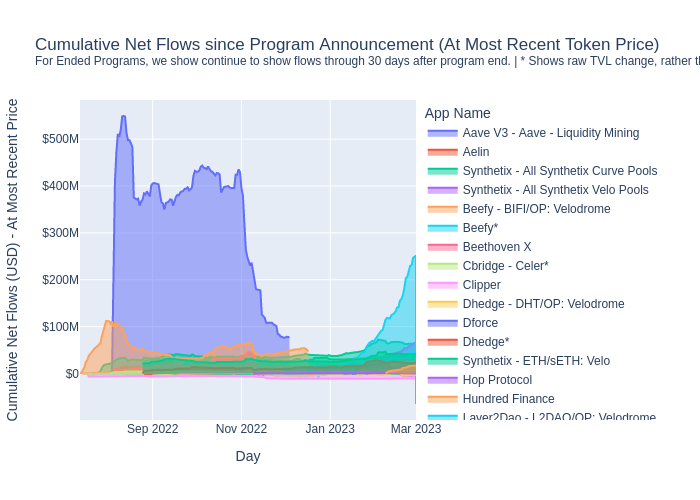 Cumulative Net Flows since Program Announcement (At Most Recent Token Price)
For Ended Programs, we show continue to show flows through 30 days after program end. | * Shows raw TVL change, rather
Cumulative Net Flows (USD) - At Most Recent Price
$500M
$400M
$300M
$200M
$100M
$0
Sep 2022
Nov 2022
Jan 2023
Mar 2023
Day
App Name
Aave V3 - Aave - Liquidity Mining
Aelin
Synthetix - All Synthetix Curve Pools
Synthetix - All Synthetix Velo Pools
Beefy - BIFI/OP: Velodrome
Beefy*
Beethoven X
Cbridge - Celer*
Clipper
Dhedge - DHT/OP: Velodrome
Dforce
Dhedge*
Synthetix - ETH/sETH: Velo
Hop Protocol
Hundred Finance
Layer2Dao - L2DAO/OP: Velodrome